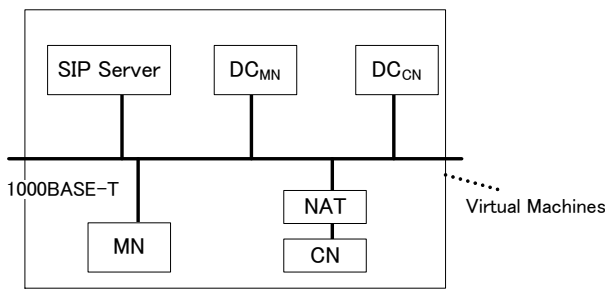 SIP Server
DCMN
DCCN
1000BASE-T
NAT
Virtual Machines
MN
CN